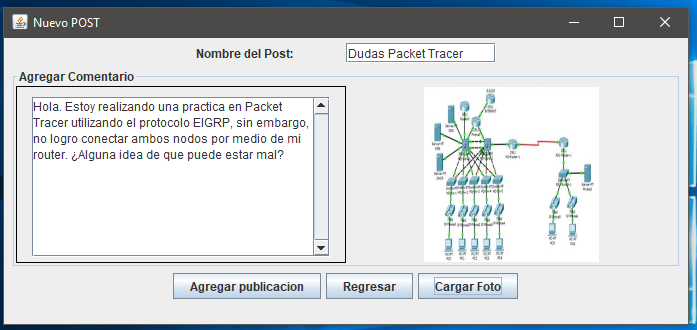 Nuevo POST
Nombre del Post:
Dudas Packet Tracer
Agregar Comentario
Hola. Estoy realizando una practica en Packet
Tracer utilizando el protocolo EIGRP, sin embargo,
no logro conectar ambos nodos por medio de mi
router. ¿Alguna idea de que puede estar mal?
Agregar publicacion
Regresar
Cargar Foto